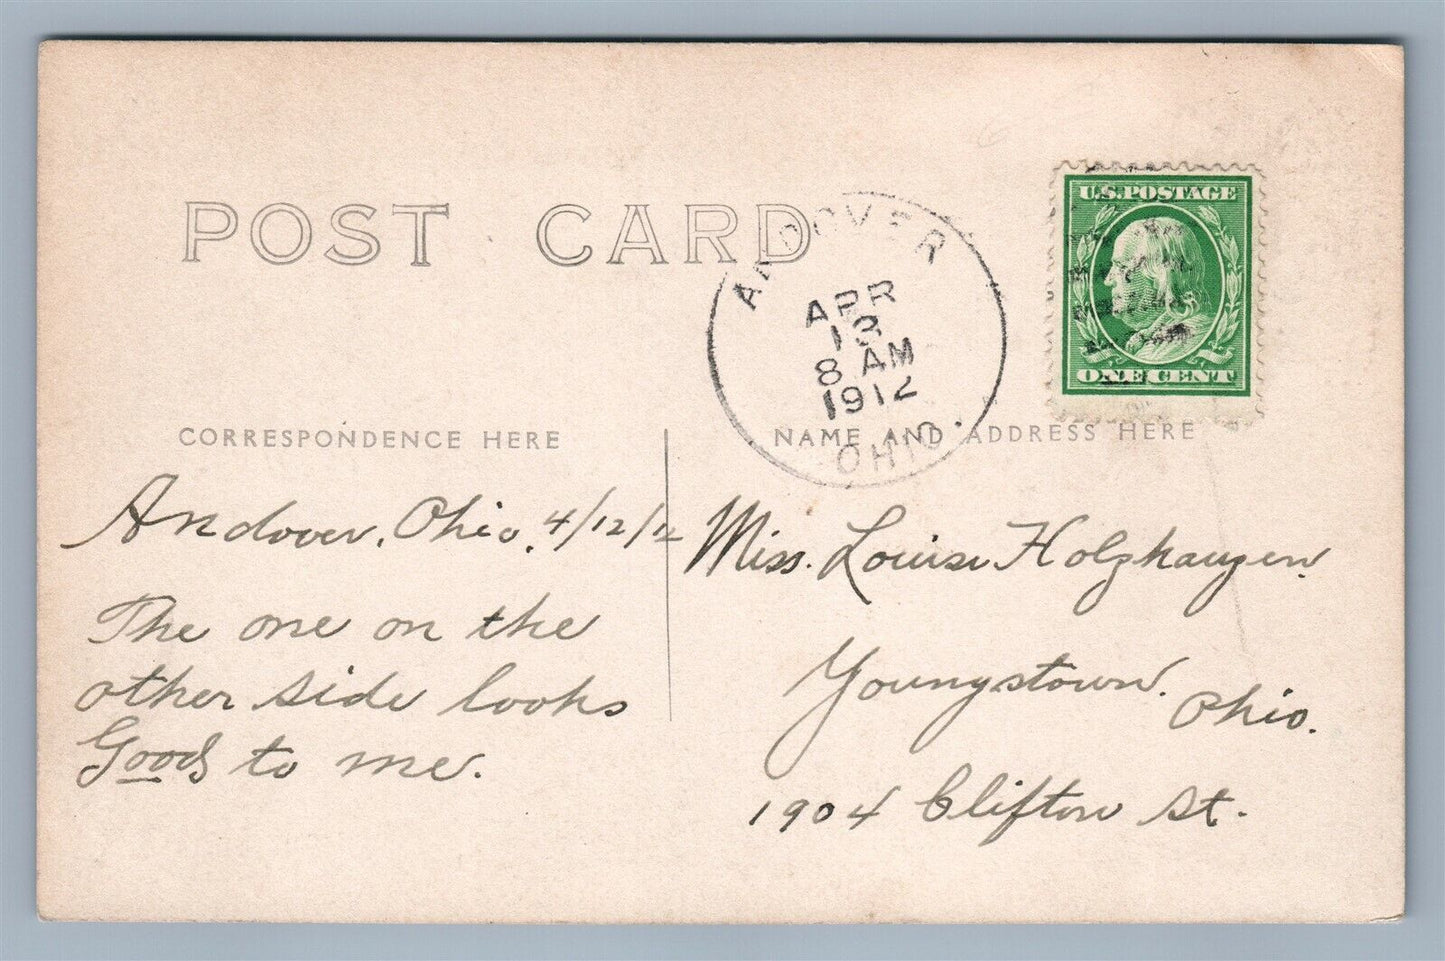 POST CARD
ANDOVER
APR
13
8 AM
1912
OHIO.
U.S. POSTAGE
ONE CENT
CORRESPONDENCE HERE
Andover, Ohio, 4/12/12
The one on the
other side looks
Good to me.
NAME AND ADDRESS HERE
Miss. Louise Holzhauzen
Youngstown.
Ohio.
1904 Clifton St.